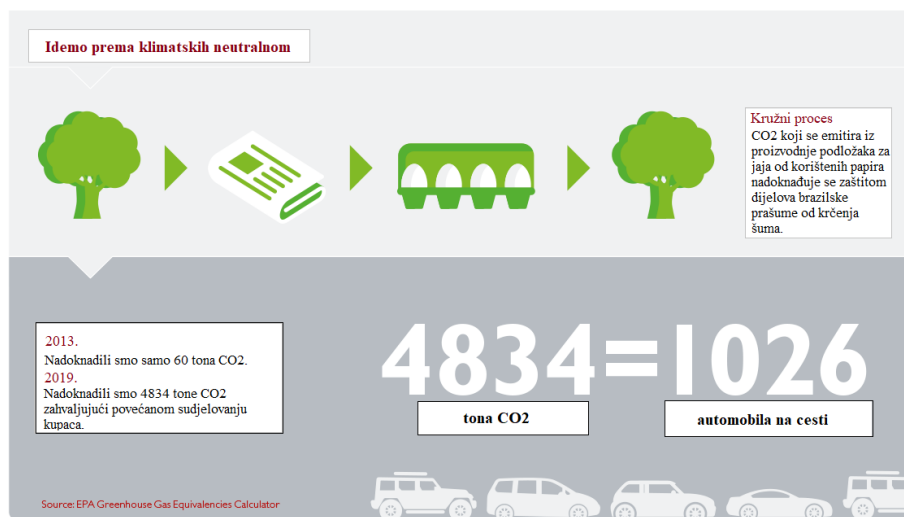 Idemo prema klimatskih neutralnom
Kružni proces
CO2 koji se emitira iz
proizvodnje podložaka za
jaja od korištenih papira
nadoknađuje se zaštitom
dijelova brazilske
prašume od krčenja
šuma.
2013.
Nadoknadili smo samo 60 tona CO2.
2019.
Nadoknadili smo 4834 tone CO2
zahvaljujući povećanom sudjelovanju
kupaca.
4834=1026
tona CO2
automobila na cesti
Source: EPA Greenhouse Gas Equivalencies Calculator